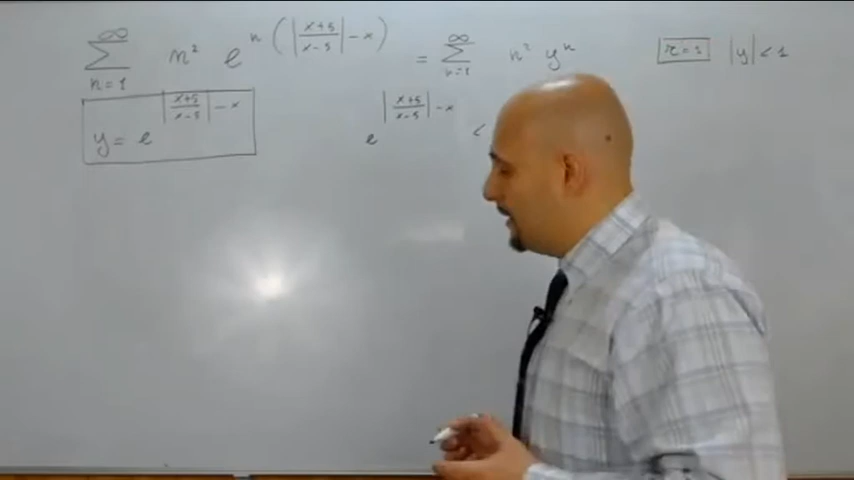 ∞ ∑ n=1 n² e^{n(|x+5/x-5|-x)} = ∞ ∑ n=1 n² yⁿ r=1 |y|<1
y= e^{|x+5/x-5|-x} e^{|x+5/x-5|-x} <